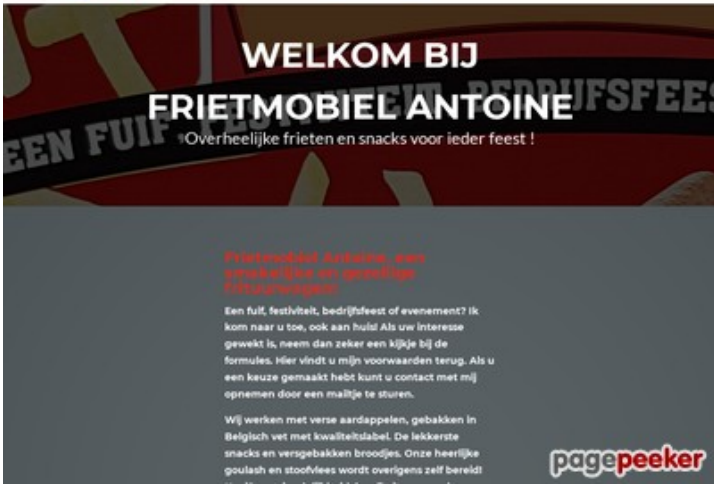 WELKOM BIJ
FRIETMOBIEL ANTOINE
EEN FUIF, FESTIVITEIT, BEDRIJFSFEES
Overheerlijke frieten en snacks voor ieder feest !
Frietmobiel Antoine, een
smakelijke en gezellige
frituurwagen!
Een fuif, festiviteit, bedrijfsfeest of evenement? Ik
kom naar u toe, ook aan huis! Als uw interesse
gewekt is, neem dan zeker een kijkje bij de
formules. Hier vindt u mijn voorwaarden terug. Als u
een keuze gemaakt hebt kunt u contact met mij
opnemen door een mailtje te sturen.
Wij werken met verse aardappelen, gebakken in
Belgisch vet met kwaliteitslabel. De lekkerste
snacks en versgebakken broodjes. Onze heerlijke
goulash en stoofvlees wordt overigens zelf bereid!
pagepeeker